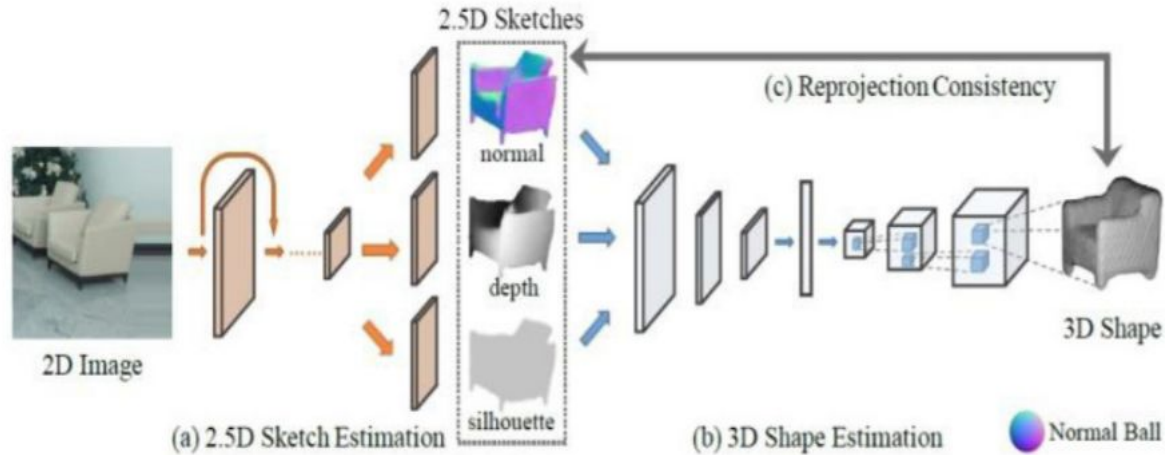 2.5D Sketches
(c) Reprojection Consistency
normal
depth
2D Image
3D Shape
silhouette
(a) 2.5D Sketch Estimation
(b) 3D Shape Estimation
Normal Ball